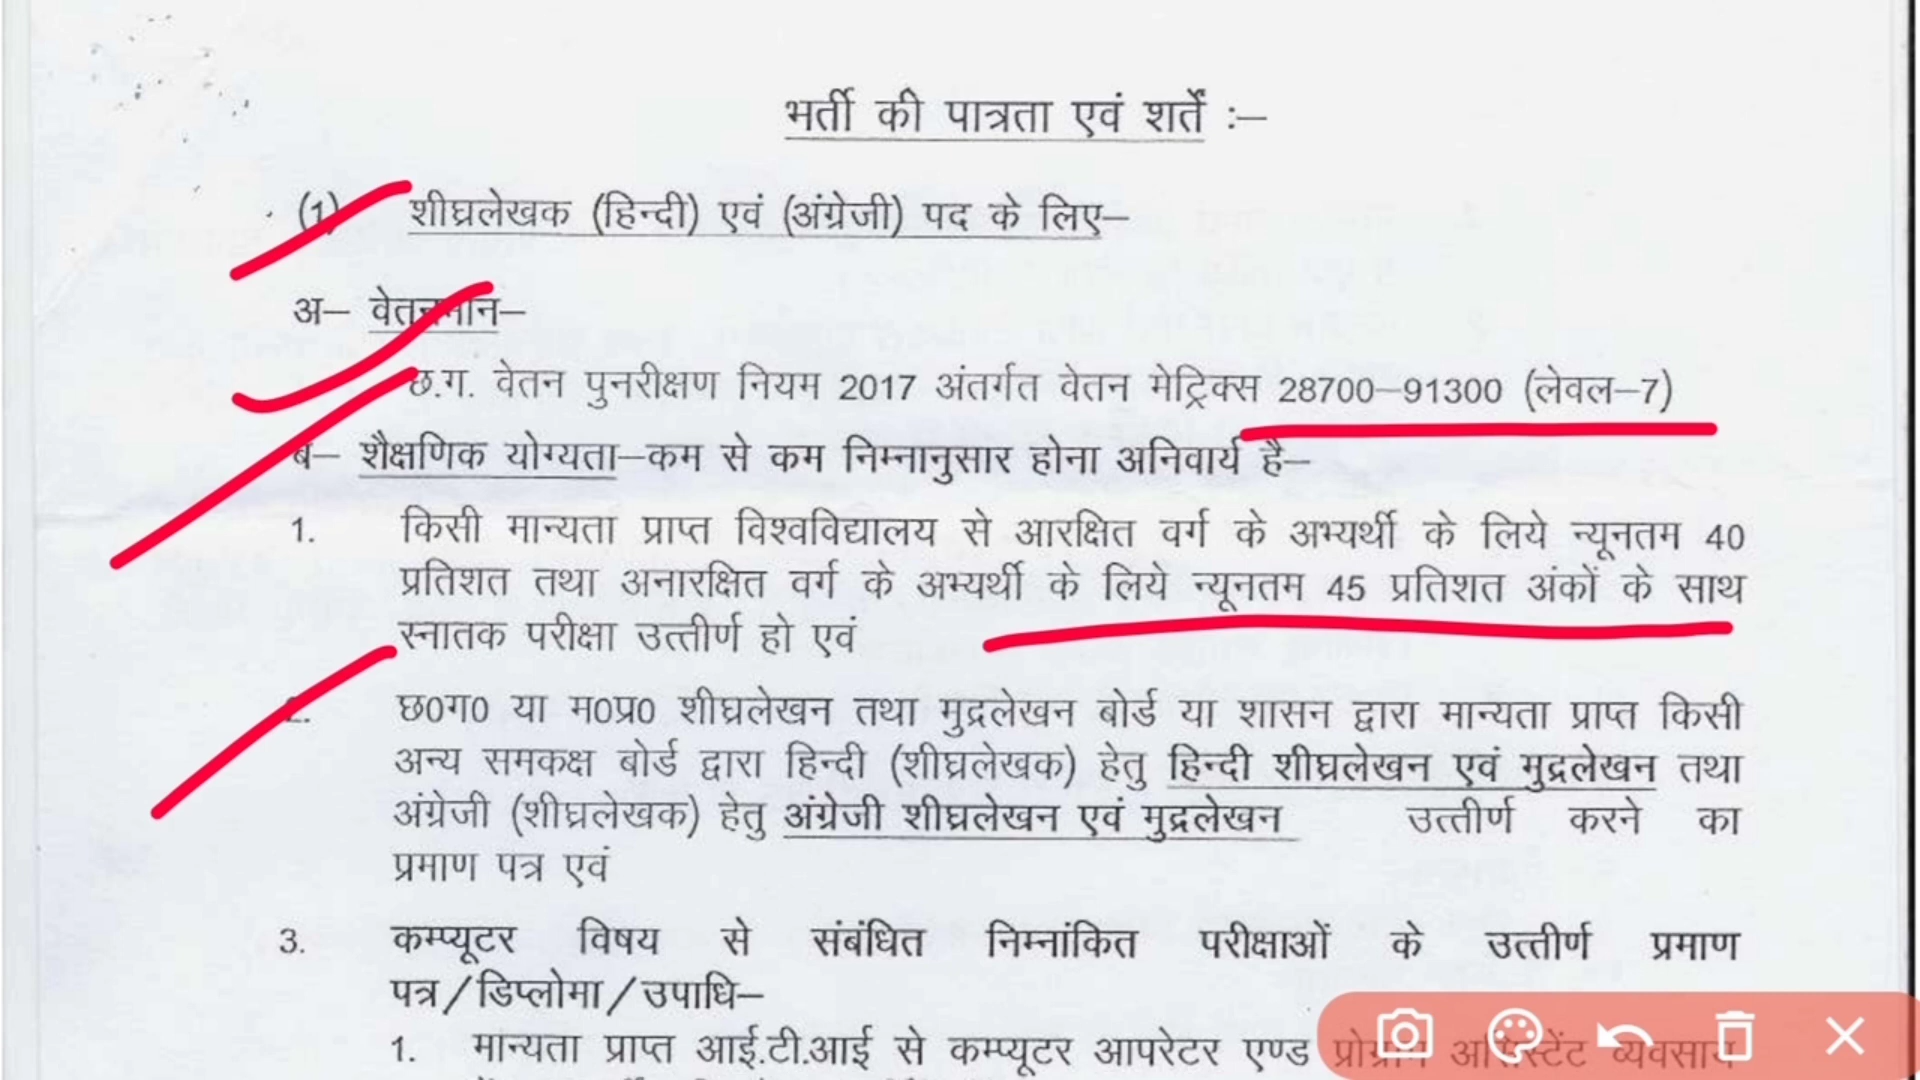 भर्ती की पात्रता एवं शर्ते :–
(1) शीघ्रलेखक (हिन्दी) एवं (अंग्रेजी) पद के लिए–
अ– वेतनमान–
छ.ग. वेतन पुनरीक्षण नियम 2017 अंतर्गत वेतन मेट्रिक्स 28700–91300 (लेवल–7)
ब– शैक्षणिक योग्यता–कम से कम निम्नानुसार होना अनिवार्य है–
1. किसी मान्यता प्राप्त विश्वविद्यालय से आरक्षित वर्ग के अभ्यर्थी के लिये न्यूनतम 40
प्रतिशत तथा अनारक्षित वर्ग के अभ्यर्थी के लिये न्यूनतम 45 प्रतिशत अंकों के साथ
स्नातक परीक्षा उत्तीर्ण हो एवं
2. छ0ग0 या म0प्र0 शीघ्रलेखन तथा मुद्रलेखन बोर्ड या शासन द्वारा मान्यता प्राप्त किसी
अन्य समकक्ष बोर्ड द्वारा हिन्दी (शीघ्रलेखक) हेतु हिन्दी शीघ्रलेखन एवं मुद्रलेखन तथा
अंग्रेजी (शीघ्रलेखक) हेतु अंग्रेजी शीघ्रलेखन एवं मुद्रलेखन उत्तीर्ण करने का
प्रमाण पत्र एवं
3. कम्प्यूटर विषय से संबंधित निम्नांकित परीक्षाओं के उत्तीर्ण प्रमाण
पत्र/डिप्लोमा/उपाधि–
1. मान्यता प्राप्त आई.टी.आई से कम्प्यूटर आपरेटर एण्ड प्रोग्राम असिस्टेंट व्यवसाय